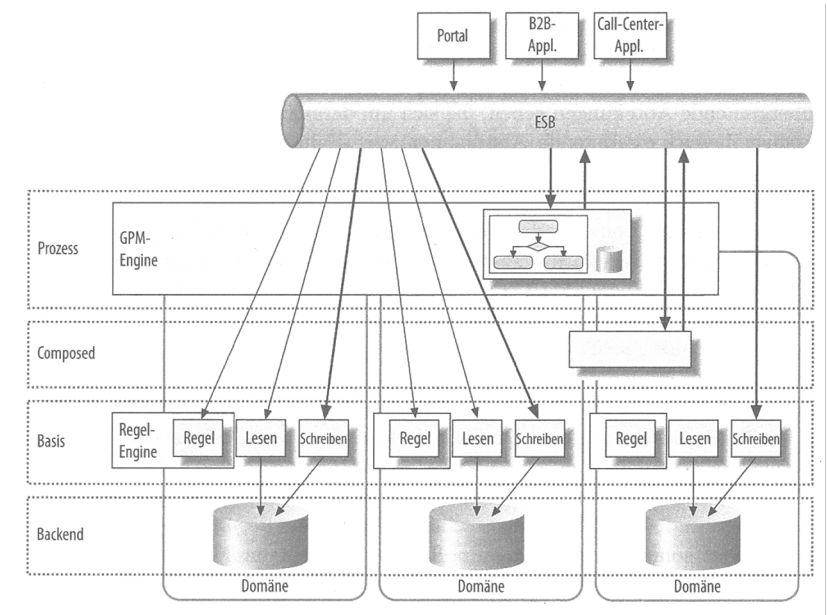 Portal
B2B-
Appl.
Call-Center-
Appl.
ESB
Prozess
GPM-
Engine
Composed
Basis
Regel-
Engine
Regel
Lesen
Schreiben
Regel
Lesen
Schreiben
Regel
Lesen
Schreiben
Backend
Domäne
Domäne
Domäne